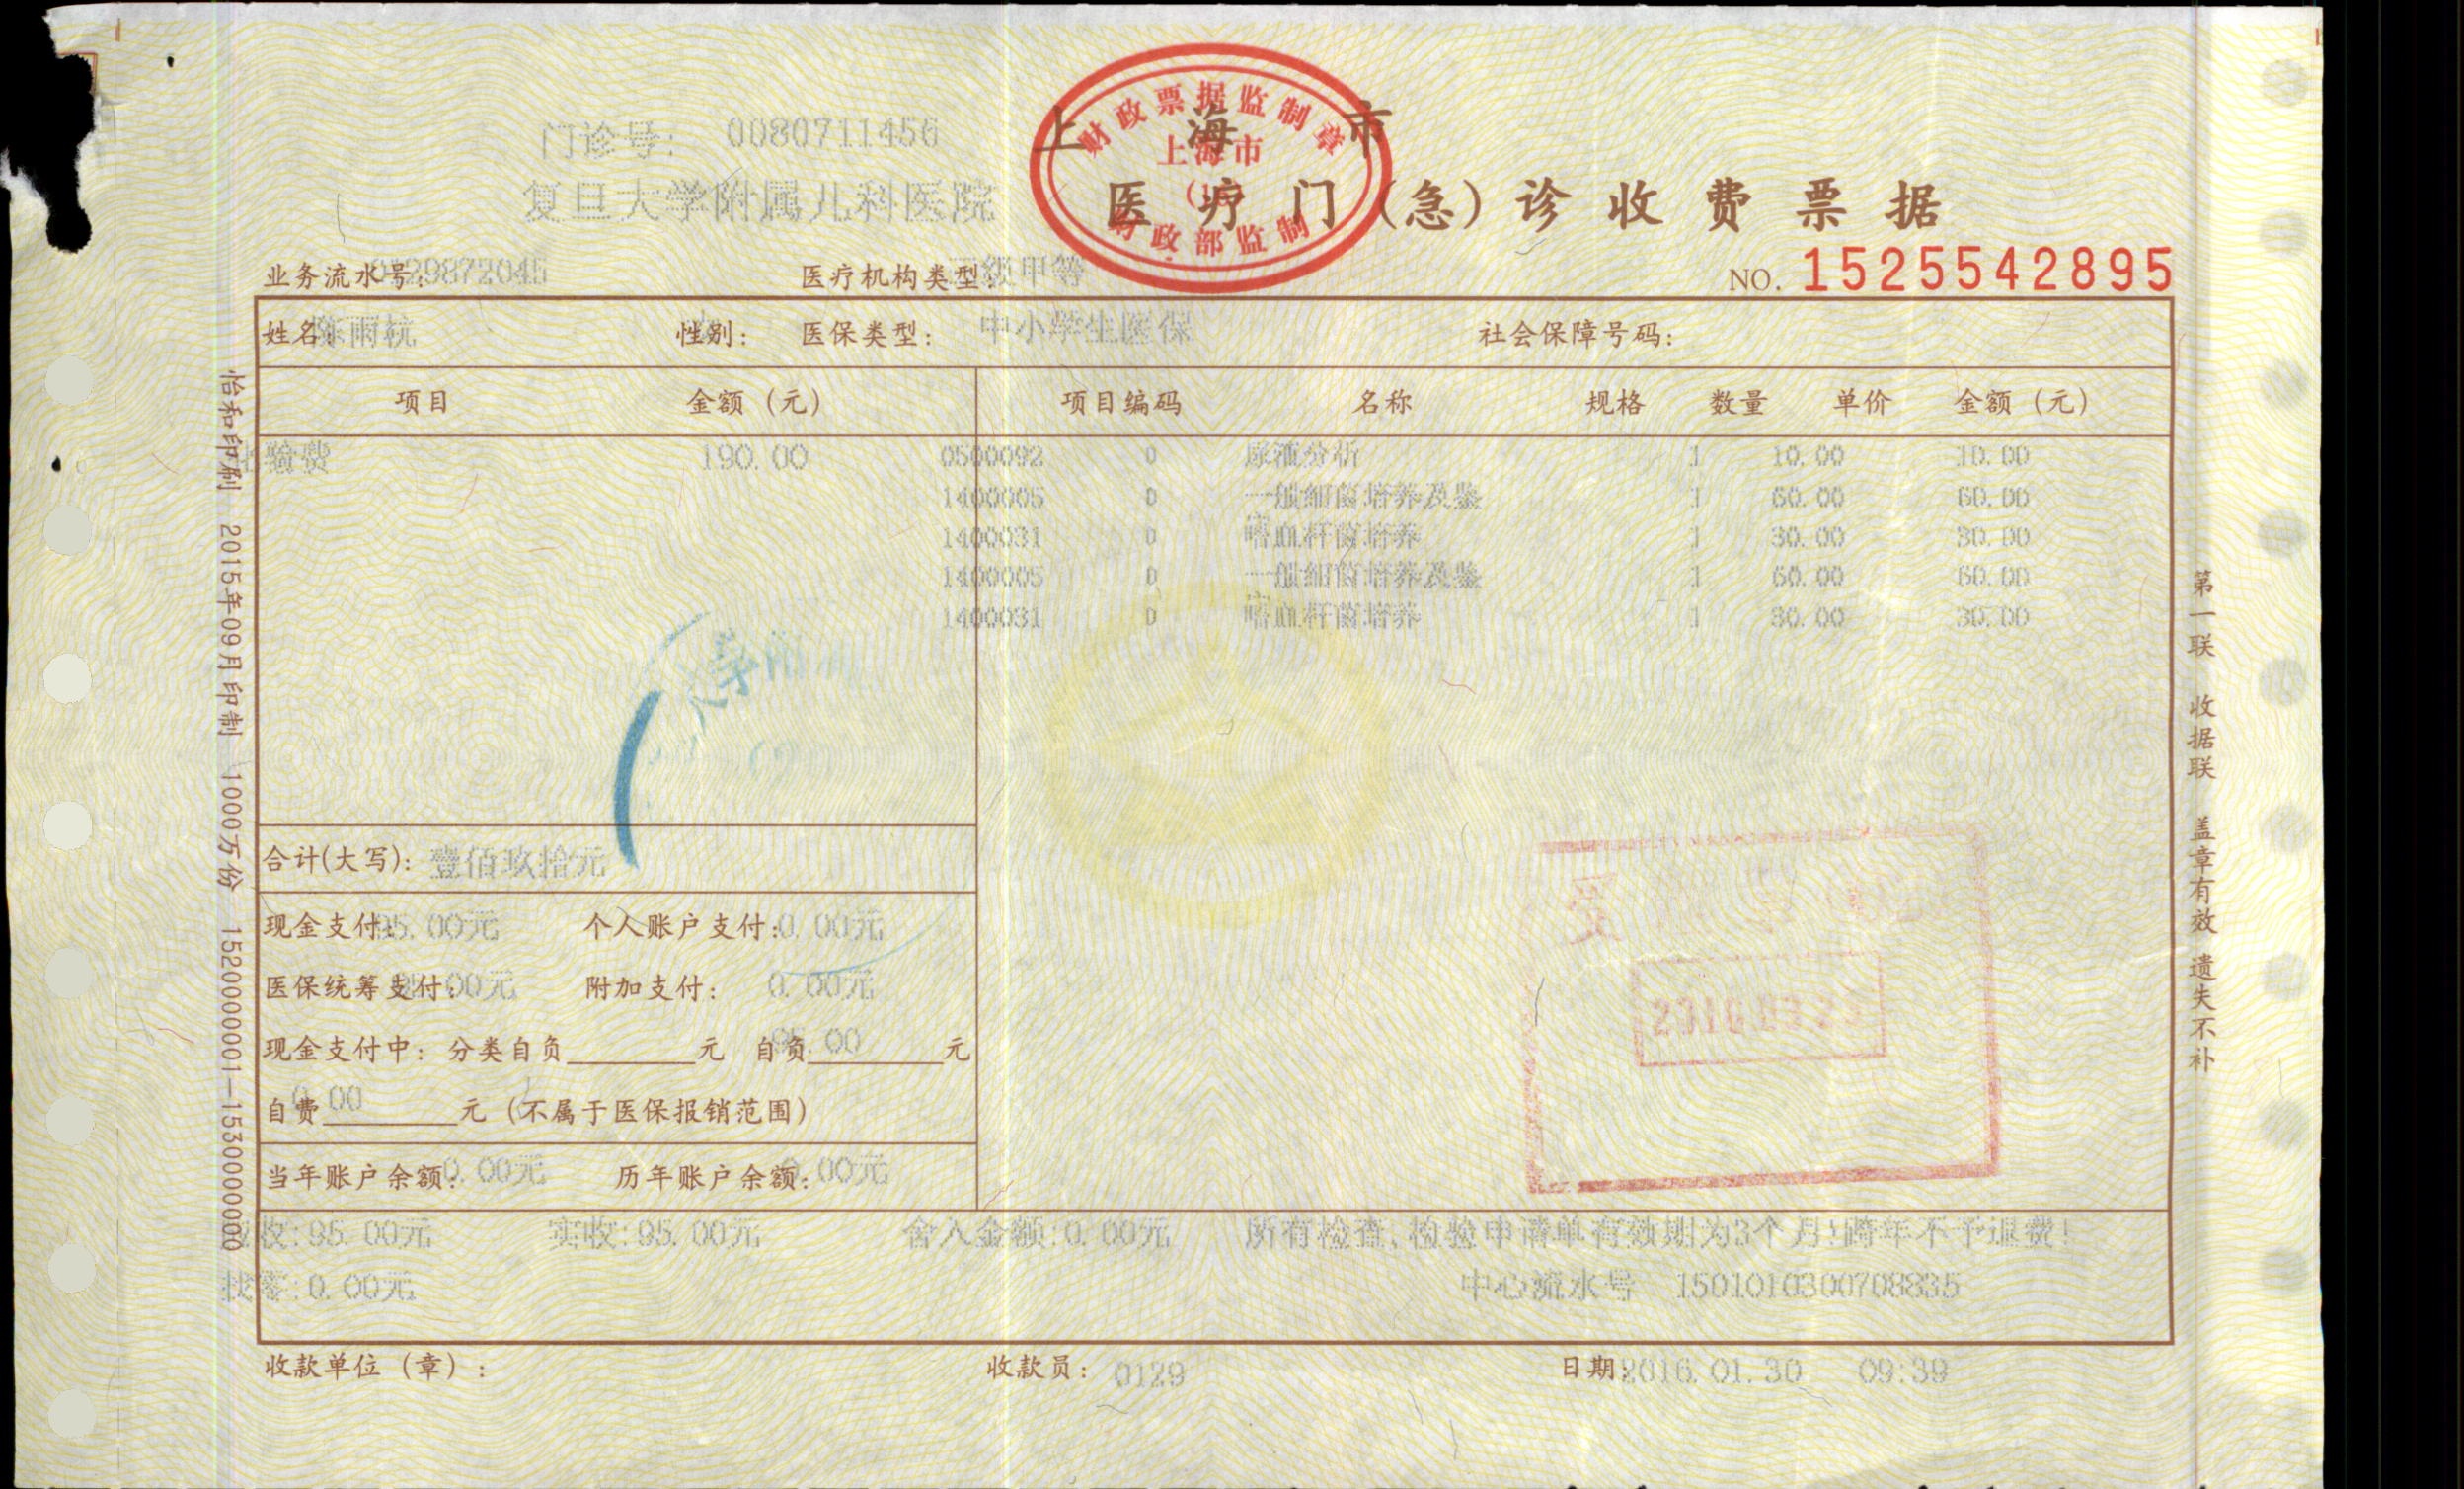 财政票据监制章
上海市
财政部监制
上海市
门诊号: 0080711456
复旦大学附属儿科医院
医疗门(急)诊收费票据
业务流水号: 0129872045 医疗机构类型: 三级甲等 NO. 1525542895
姓名: 陈雨杭 性别: 医保类型: 中小学生医保 社会保障号码:
项目 金额（元） 项目编码 名称 规格 数量 单价 金额（元）
化验费 190.00 0500092 0 尿液分析 1 10.00 10.00
1400005 0 一般细菌培养及鉴 1 60.00 60.00
1400031 0 嗜血杆菌培养 1 30.00 30.00
1400005 0 一般细菌培养及鉴 1 60.00 60.00
1400031 0 嗜血杆菌培养 1 30.00 30.00
大学附
合计(大写): 壹佰玖拾元
现金支付: 95.00元 个人账户支付: 0.00元
医保统筹支付: 95.00元 附加支付: 0.00元
现金支付中: 分类自负 元 自负 95.00 元
自费 0.00 元（不属于医保报销范围）
当年账户余额: 0.00元 历年账户余额: 0.00元
受
应收:95.00元 实收:95.00元 舍入金额:0.00元 所有检查,检验申请单有效期为3个月!跨年不予退费!
找零:0.00元 中心流水号 1501010300708835
收款单位（章）: 收款员: 0129 日期: 2016.01.30 09:39
怡和印刷 2015年09月印制 1000万份 1520000001—1530000000
第一联 收据联 盖章有效 遗失不补